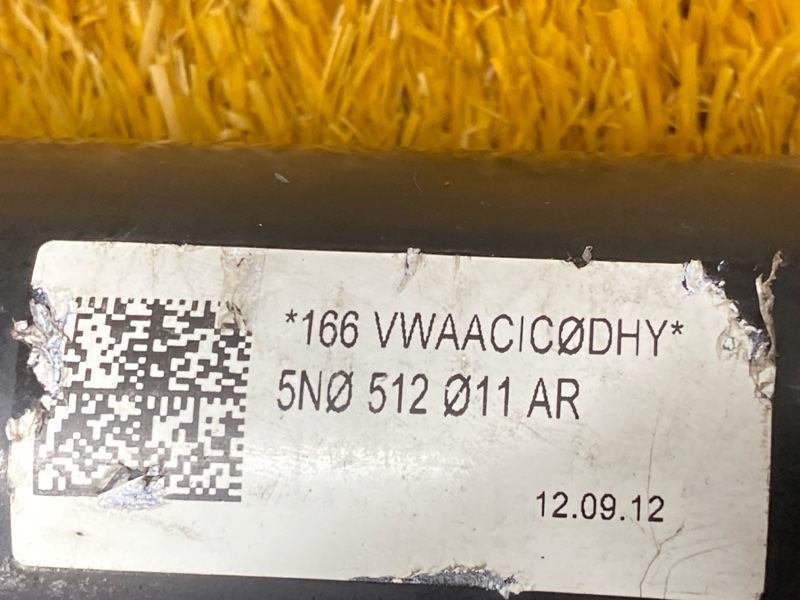 *166 VWAACICØDHY*
5NØ 512 Ø11 AR
12.09.12